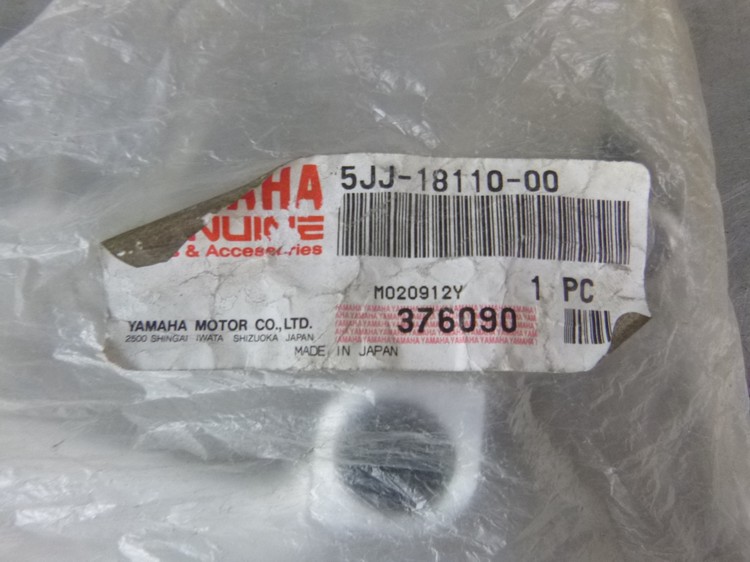 5JJ-18110-00
& Accessories
M020912Y
1 PC
YAMAHA MOTOR CO.,LTD.
376090
2500 SHINGAI IWATA SHIZUOKA JAPAN
MADE IN JAPAN